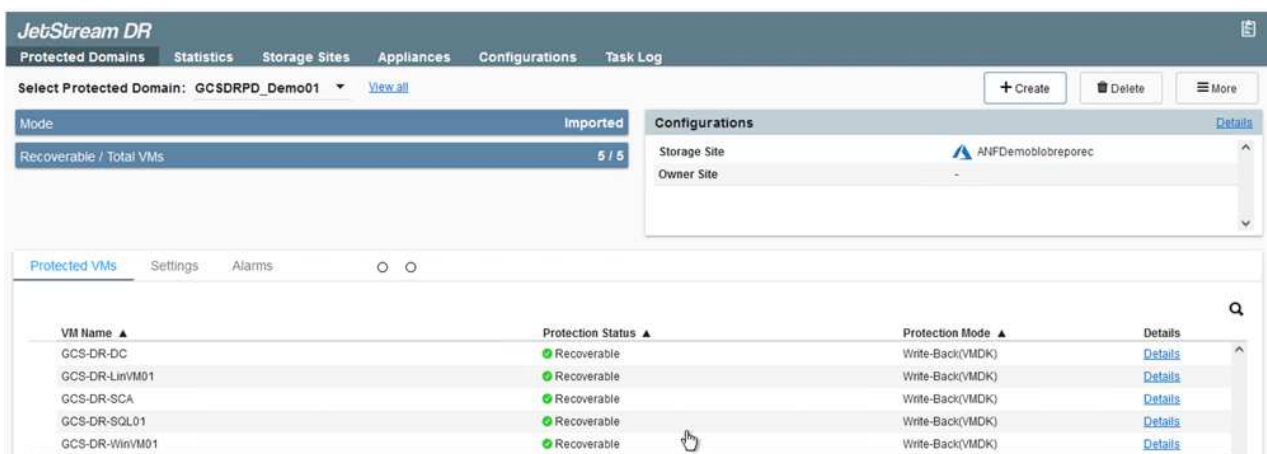 JetStream DR
Protected Domains Statistics Storage Sites Appliances Configurations Task Log
Select Protected Domain: GCSDRPD_Demo01 View all
+ Create Delete More
Mode Imported
Recoverable / Total VMs 5 / 5
Configurations Details
Storage Site ANFDemoblobreporec
Owner Site -
Protected VMs Settings Alarms
VM Name ▲ Protection Status ▲ Protection Mode ▲ Details
GCS-DR-DC Recoverable Write-Back(VMDK) Details
GCS-DR-LinVM01 Recoverable Write-Back(VMDK) Details
GCS-DR-SCA Recoverable Write-Back(VMDK) Details
GCS-DR-SQL01 Recoverable Write-Back(VMDK) Details
GCS-DR-WinVM01 Recoverable Write-Back(VMDK) Details